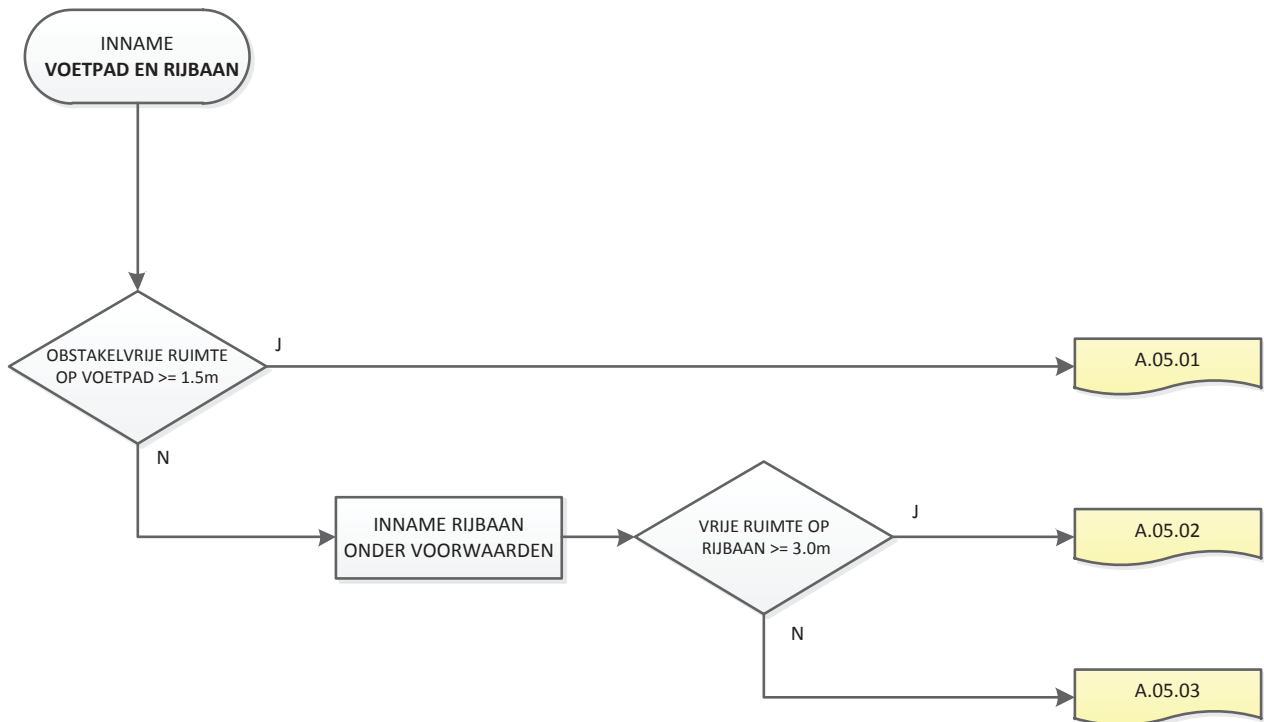 INNAME
VOETPAD EN RIJBAAN
OBSTAKELVRIJE RUIMTE
OP VOETPAD >= 1.5m
J
A.05.01
N
INNAME RIJBAAN
ONDER VOORWAARDEN
VRIJE RUIMTE OP
RIJBAAN >= 3.0m
J
A.05.02
N
A.05.03